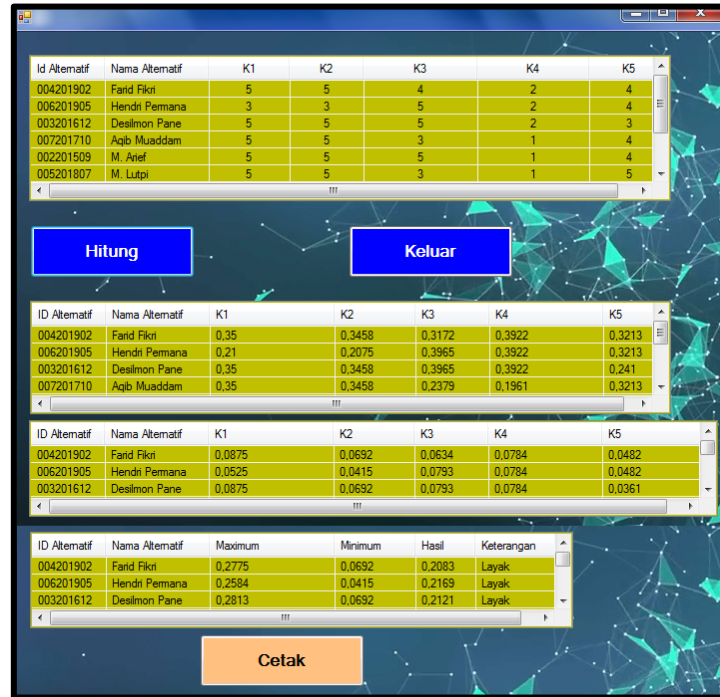 Id Alternatif Nama Alternatif K1 K2 K3 K4 K5
004201902 Farid Fikri 5 5 4 2 4
006201905 Hendri Permana 3 3 5 2 4
003201612 Desilmon Pane 5 5 5 2 3
007201710 Aqib Muaddam 5 5 3 1 4
002201509 M. Arief 5 5 5 1 4
005201807 M. Lutpi 5 5 3 1 5
Hitung Keluar
ID Alternatif Nama Alternatif K1 K2 K3 K4 K5
004201902 Farid Fikri 0,35 0,3458 0,3172 0,3922 0,3213
006201905 Hendri Permana 0,21 0,2075 0,3965 0,3922 0,3213
003201612 Desilmon Pane 0,35 0,3458 0,3965 0,3922 0,241
007201710 Aqib Muaddam 0,35 0,3458 0,2379 0,1961 0,3213
ID Alternatif Nama Alternatif K1 K2 K3 K4 K5
004201902 Farid Fikri 0,0875 0,0692 0,0634 0,0784 0,0482
006201905 Hendri Permana 0,0525 0,0415 0,0793 0,0784 0,0482
003201612 Desilmon Pane 0,0875 0,0692 0,0793 0,0784 0,0361
ID Alternatif Nama Alternatif Maximum Minimum Hasil Keterangan
004201902 Farid Fikri 0,2775 0,0692 0,2083 Layak
006201905 Hendri Permana 0,2584 0,0415 0,2169 Layak
003201612 Desilmon Pane 0,2813 0,0692 0,2121 Layak
Cetak